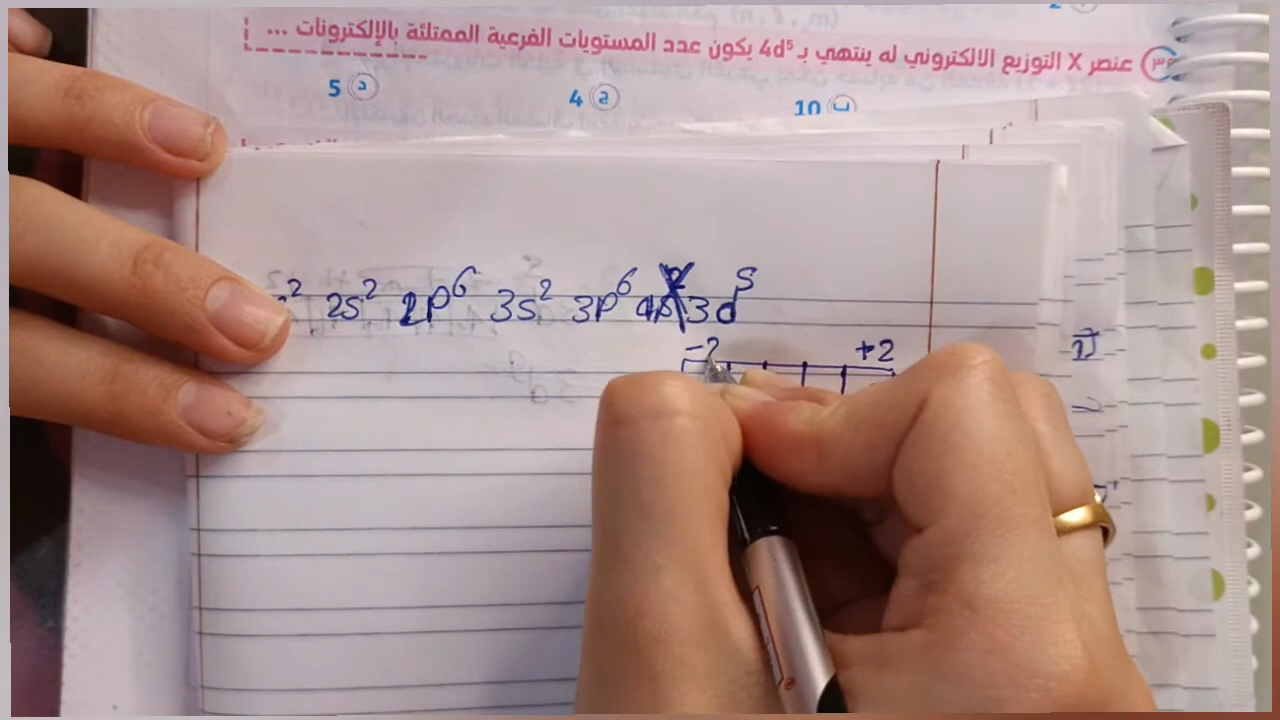 ٣٥ عنصر X التوزيع الالكتروني له ينتهي بـ 4d⁵ يكون عدد المستويات الفرعية الممتلئة بالإلكترونات ...
ب 10 ج 4 د 5
2s² 2p⁶ 3s² 3p⁶ 3d⁵
-2 +2